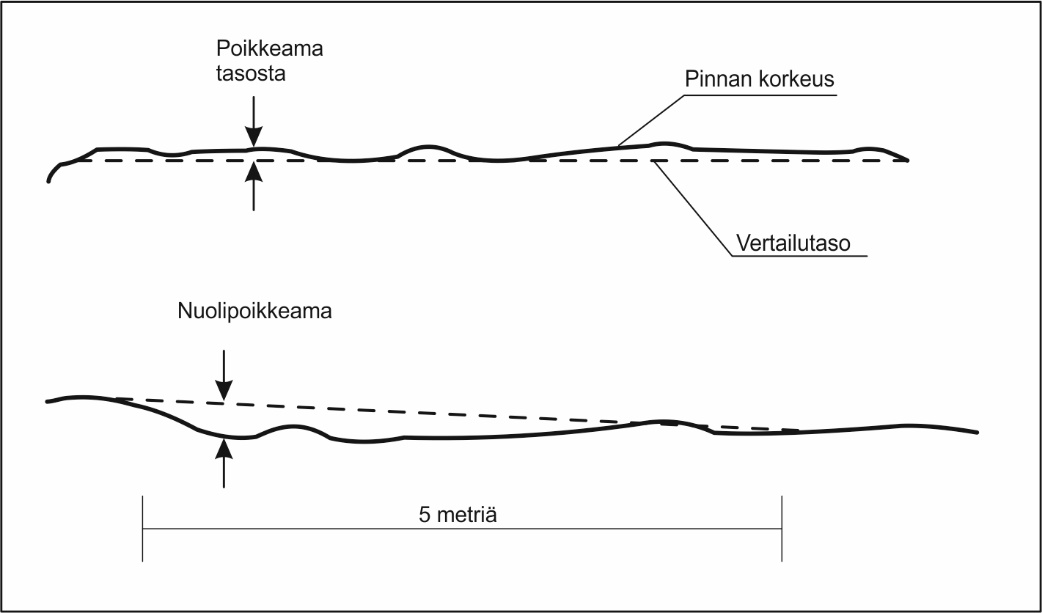 Poikkeama
tasosta
Pinnan korkeus
Vertailutaso
Nuolipoikkeama
5 metriä